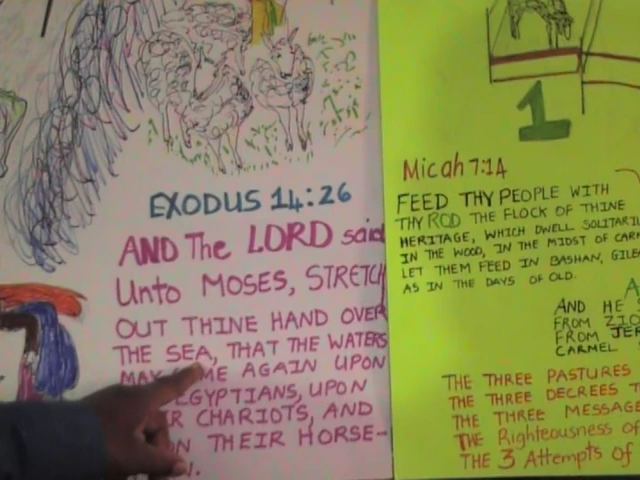 EXODUS 14:26
AND The LORD said
Unto MOSES, STRETCH
OUT THINE HAND OVER
THE SEA, THAT THE WATERS
AGAIN UPON
EGYPTIANS, UPON
CHARIOTS, AND
THEIR HORSE-
1
Micah 7:14
FEED THY PEOPLE WITH
THY ROD THE FLOCK OF THINE
HERITAGE, WHICH DWELL
IN THE WOOD, IN THE MIDST OF
LET THEM FEED IN BASHAN,
AS IN THE DAYS OF OLD.
AND HE
FROM
FROM
CARMEL
THE THREE PASTURES
THE THREE DECREES
THE THREE
THE Righteousness of
THE 3 Attempts of